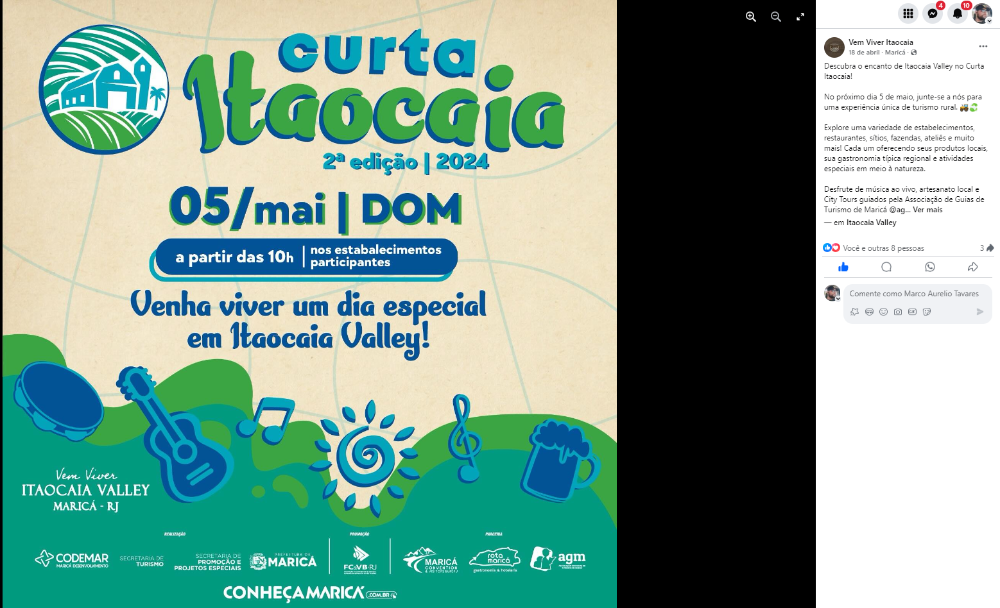 curta
Itaocaia
2ª edição | 2024
05/mai | DOM
a partir das 10h
nos estabalecimentos
participantes
Venha viver um dia especial
em Itaocaia Valley!
Vem Viver
ITAOCAIA VALLEY
MARICÁ - RJ
REALIZAÇÃO
PROMOÇÃO
PARCERIA
CODEMAR
MARICÁ DESENVOLVIMENTO
SECRETARIA DE
TURISMO
SECRETARIA DE
PROMOÇÃO E
PROJETOS ESPECIAIS
PREFEITURA DE
MARICÁ
FC&VB-RJ
MARICÁ
CONVENTION
& VISITORS BUREAU
rota
maricá
gastronomia & hotelaria
agm
CONHEÇAMARICÁ
.COM.BR
4
10
Vem Viver Itaocaia
18 de abril · Maricá ·
Descubra o encanto de Itaocaia Valley no Curta
Itaocaia!
No próximo dia 5 de maio, junte-se a nós para
uma experiência única de turismo rural. 🚜♻️
Explore uma variedade de estabelecimentos,
restaurantes, sítios, fazendas, ateliês e muito
mais! Cada um oferecendo seus produtos locais,
sua gastronomia típica regional e atividades
especiais em meio à natureza.
Desfrute de música ao vivo, artesanato local e
City Tours guiados pela Associação de Guias de
Turismo de Maricá @ag... Ver mais
— em Itaocaia Valley
Você e outras 8 pessoas
3
Comente como Marco Aurelio Tavares
GIF